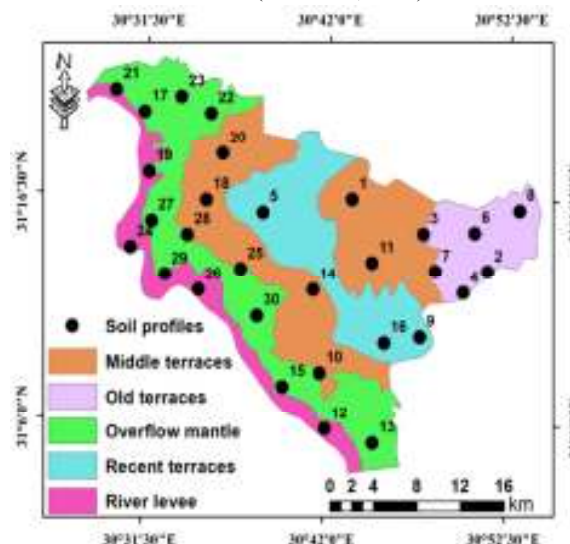 30°31'30"E 30°42'0"E 30°52'30"E
N
21
23
17
22
20
19
18
5
1
8
3
6
27
28
11
7
2
24
29
25
4
26
14
30
16
9
10
15
12
13
31°16'30"N
31°6'0"N
Soil profiles
Middle terraces
Old terraces
Overflow mantle
Recent terraces
River levee
0 2 4 8 12 16
km
30°31'30"E 30°42'0"E 30°52'30"E